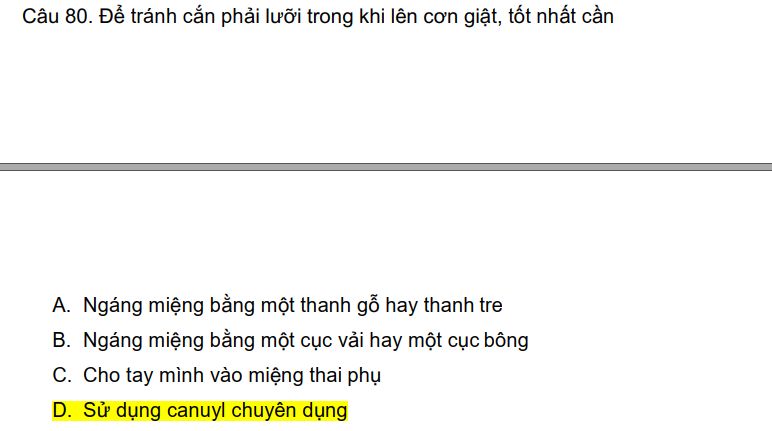 Câu 80. Để tránh cắn phải lưỡi trong khi lên cơn giật, tốt nhất cần
A. Ngáng miệng bằng một thanh gỗ hay thanh tre
B. Ngáng miệng bằng một cục vải hay một cục bông
C. Cho tay mình vào miệng thai phụ
D. Sử dụng canuyl chuyên dụng